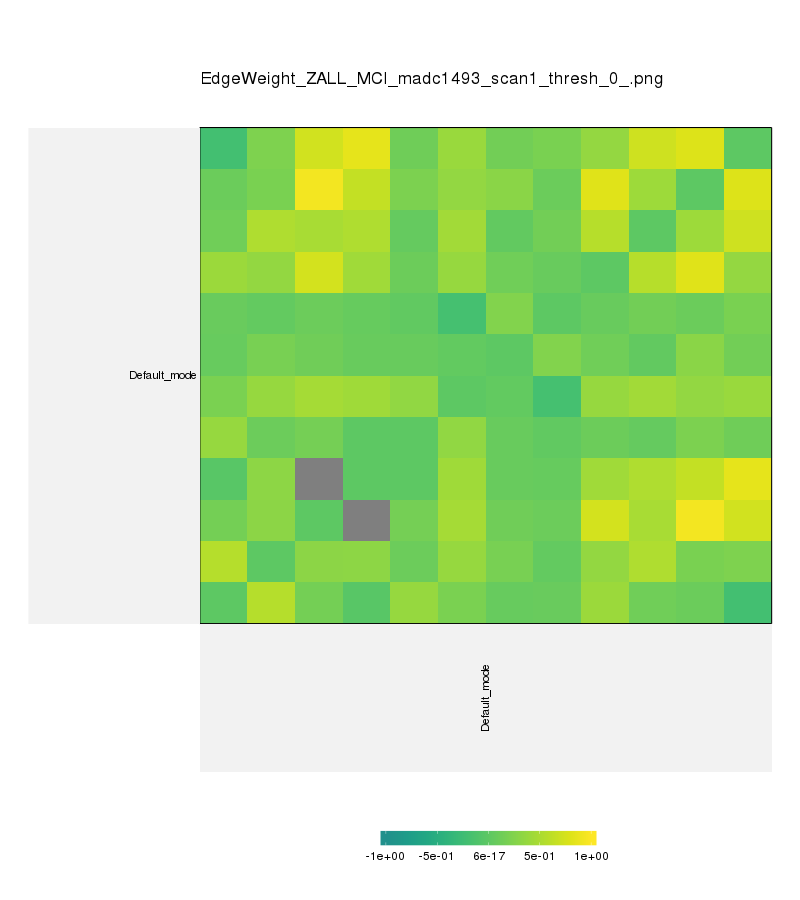 EdgeWeight_ZALL_MCI_madc1493_scan1_thresh_0_.png
Default_mode
Default_mode
-1e+00 -5e-01 6e-17 5e-01 1e+00